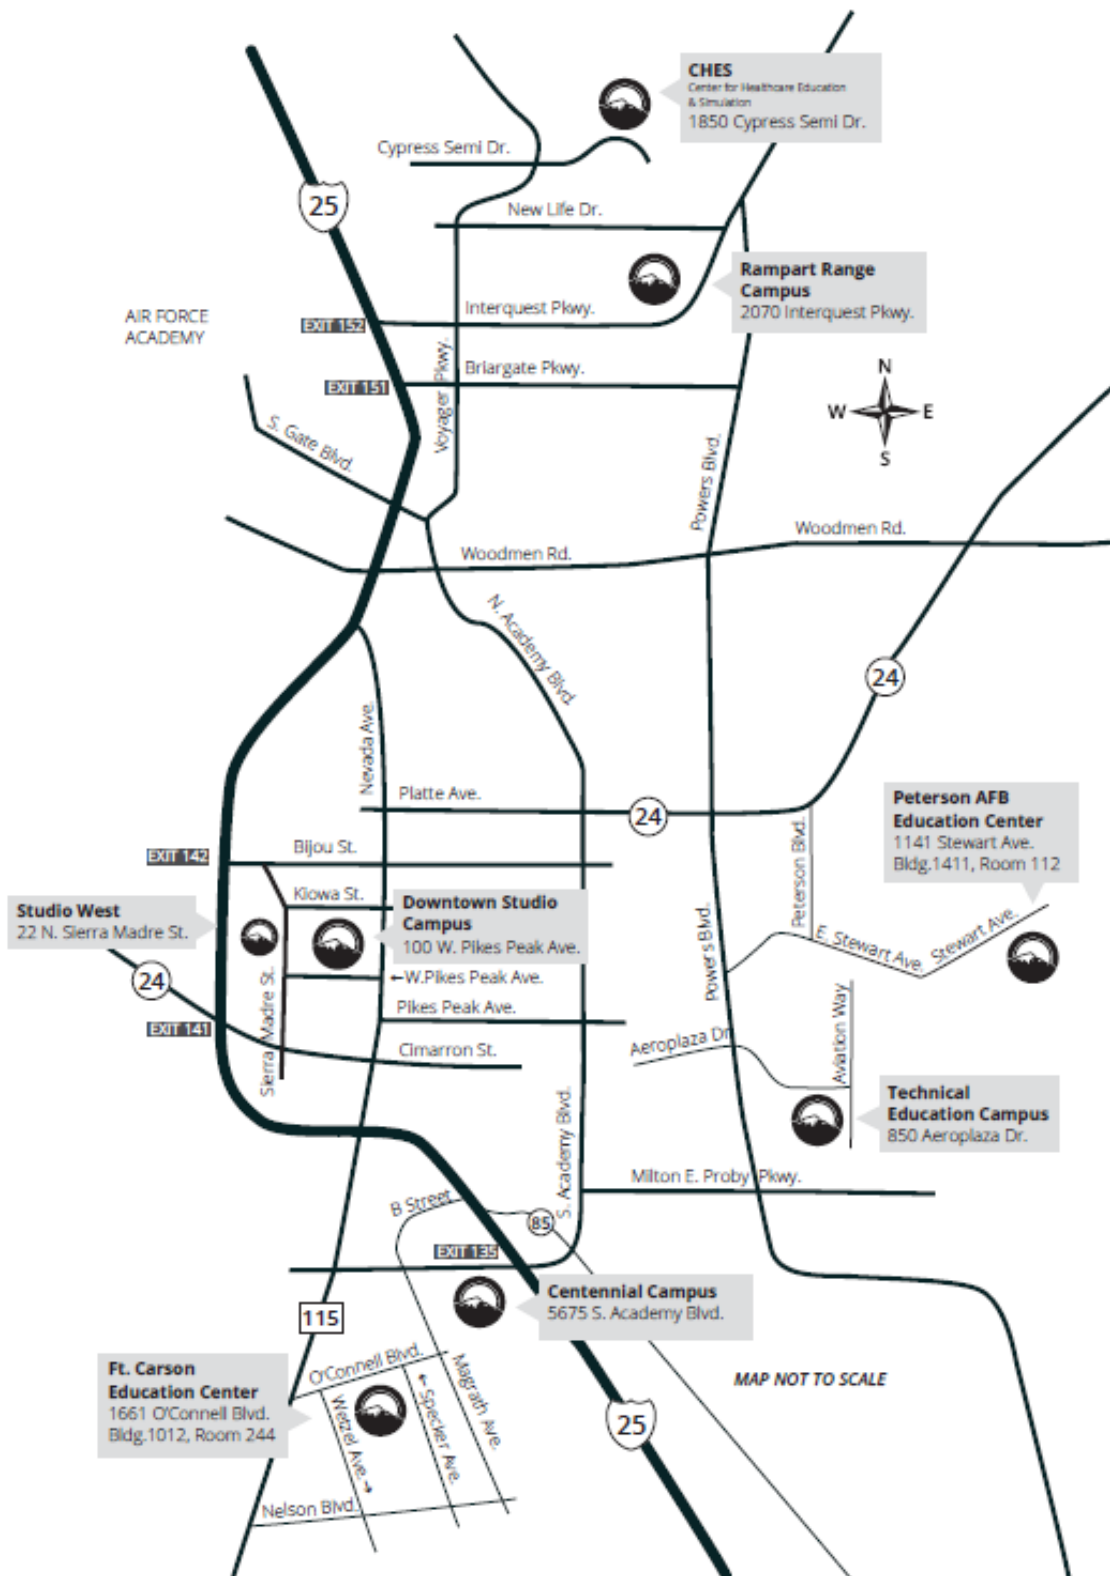 CHES
Center for Healthcare Education
& Simulation
1850 Cypress Semi Dr.
Cypress Semi Dr.
25
New Life Dr.
Rampart Range
Campus
2070 Interquest Pkwy.
Interquest Pkwy.
AIR FORCE
ACADEMY
EXIT 152
Voyager Pkwy.
Briargate Pkwy.
EXIT 151
N
W E
S
S. Gate Blvd.
Powers Blvd.
Woodmen Rd.
Woodmen Rd.
N. Academy Blvd.
24
Nevada Ave.
Platte Ave.
24
Peterson AFB
Education Center
1141 Stewart Ave.
Bldg.1411, Room 112
Peterson Blvd.
Bijou St.
EXIT 142
Kiowa St.
Downtown Studio
Campus
100 W. Pikes Peak Ave.
Studio West
22 N. Sierra Madre St.
E. Stewart Ave.
Stewart Ave.
Powers Blvd.
24
←W.Pikes Peak Ave.
Pikes Peak Ave.
EXIT 141
Sierra Madre St.
Cimarron St.
Aeroplaza Dr.
Aviation Way
Technical
Education Campus
850 Aeroplaza Dr.
S. Academy Blvd.
Milton E. Proby Pkwy.
B Street
85
EXIT 135
Centennial Campus
5675 S. Academy Blvd.
115
O'Connell Blvd.
Ft. Carson
Education Center
1661 O'Connell Blvd.
Bldg.1012, Room 244
Magrath Ave.
←Specker Ave.
Wetzel Ave.→
MAP NOT TO SCALE
25
Nelson Blvd.